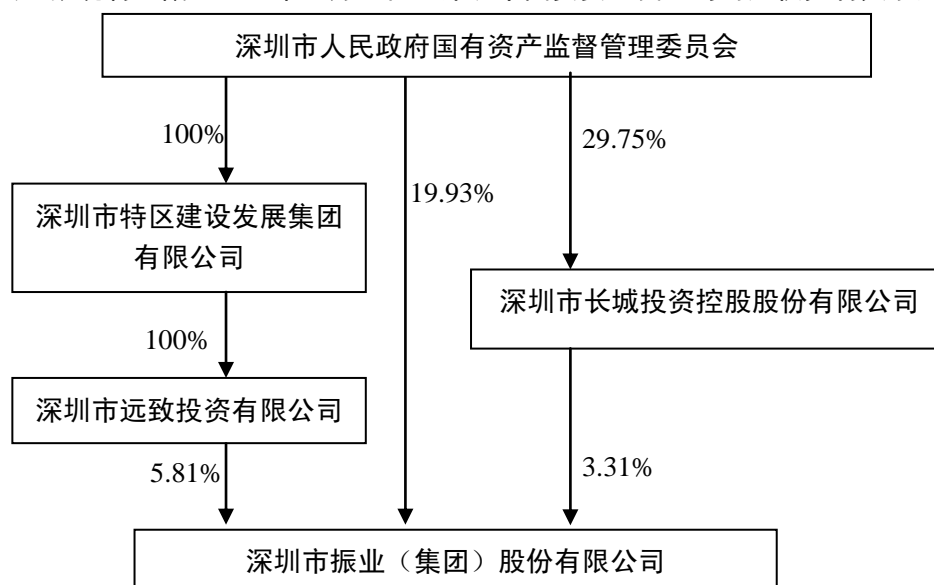 深圳市人民政府国有资产监督管理委员会
100%
29.75%
19.93%
深圳市特区建设发展集团
有限公司
深圳市长城投资控股股份有限公司
100%
深圳市远致投资有限公司
5.81%
3.31%
深圳市振业（集团）股份有限公司